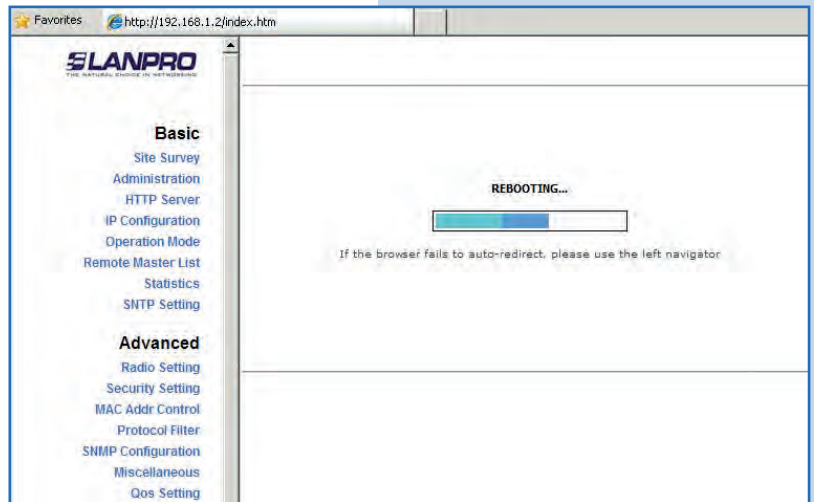 Favorites
http://192.168.1.2/index.htm
LANPRO
THE NATURAL CHOICE IN NETWORKING
Basic
Site Survey
Administration
HTTP Server
IP Configuration
Operation Mode
Remote Master List
Statistics
SNTP Setting
Advanced
Radio Setting
Security Setting
MAC Addr Control
Protocol Filter
SNMP Configuration
Miscellaneous
Qos Setting
REBOOTING...
If the browser fails to auto-redirect, please use the left navigator